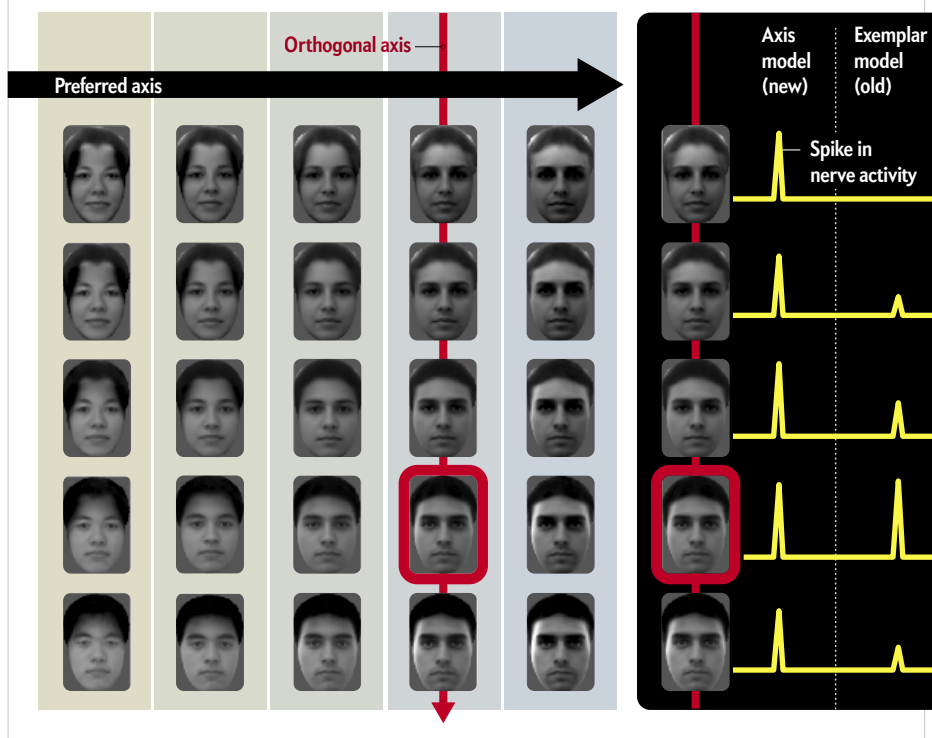 Orthogonal axis
Preferred axis
Axis
model
(new)
Exemplar
model
(old)
Spike in
nerve activity